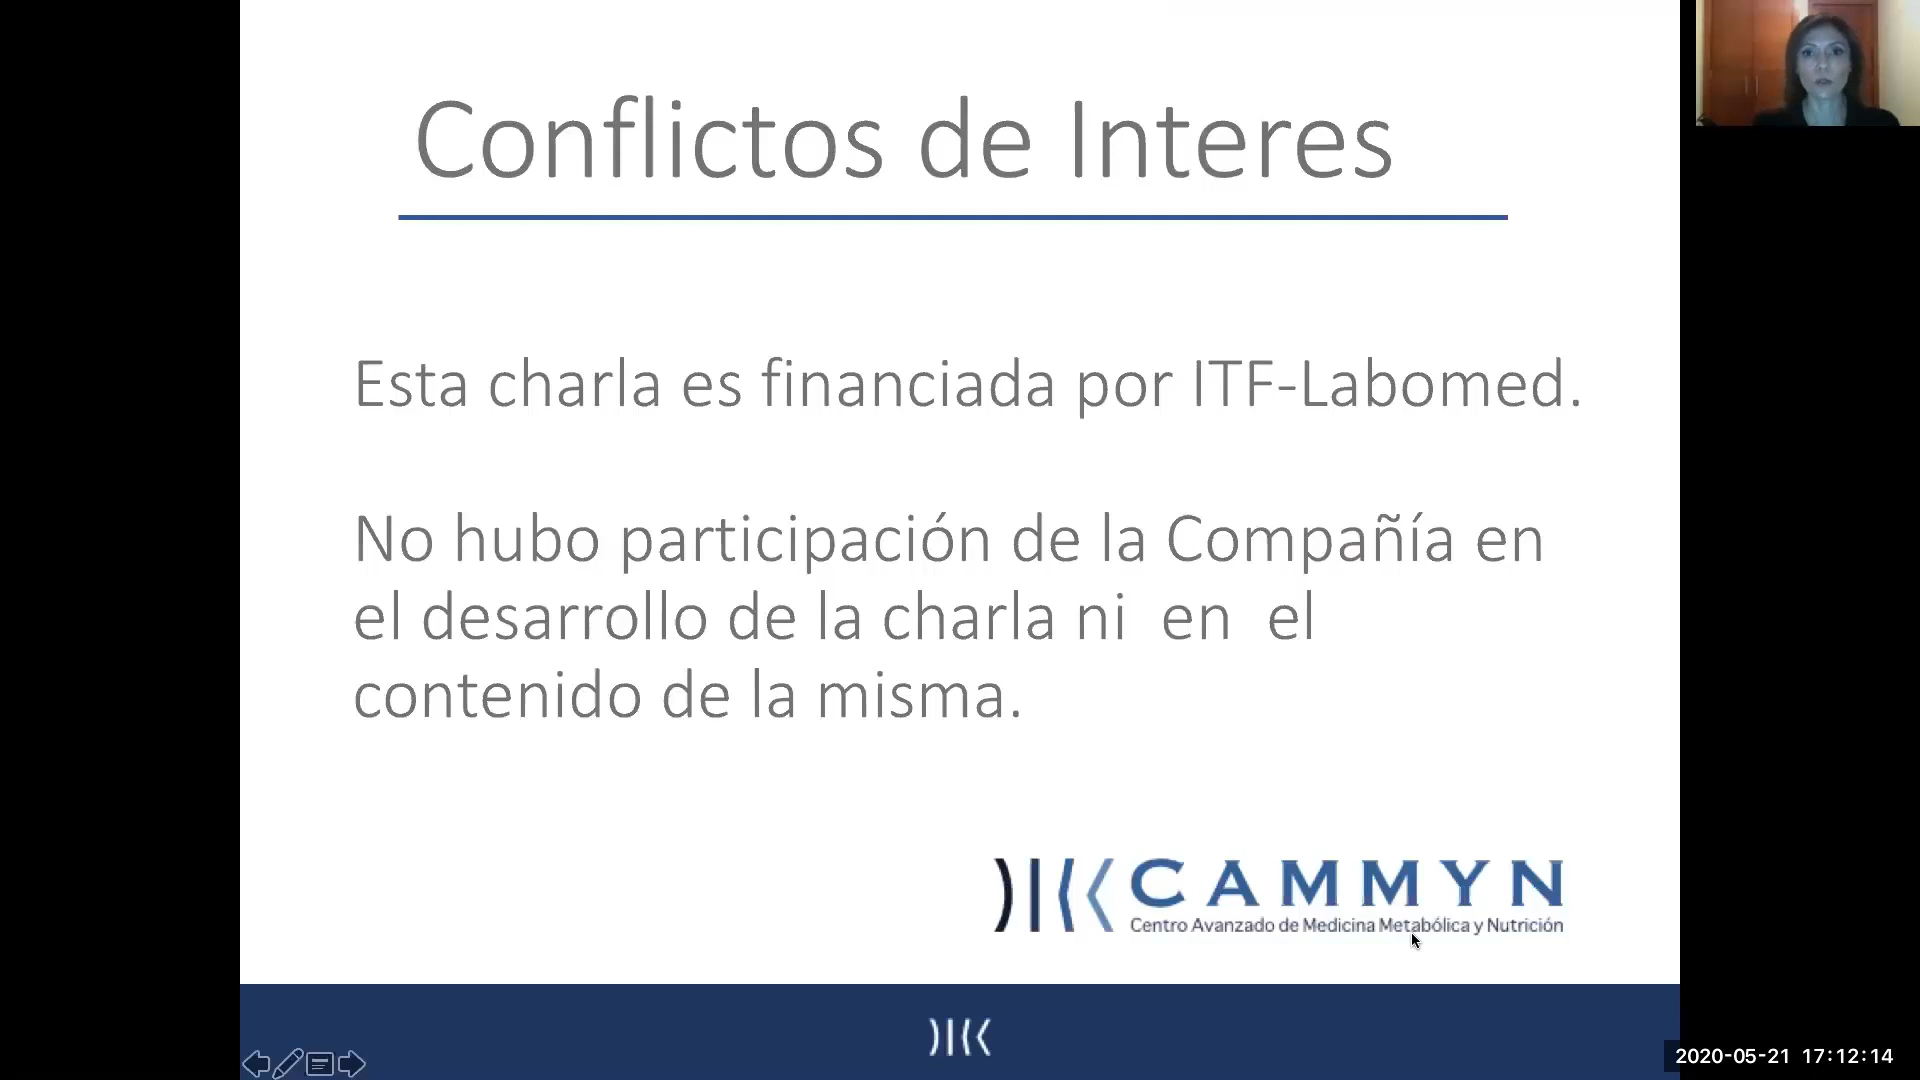 Conflictos de Interes
Esta charla es financiada por ITF-Labomed.
No hubo participación de la Compañía en
el desarrollo de la charla ni en el
contenido de la misma.
CAMMYN
Centro Avanzado de Medicina Metabólica y Nutrición
2020-05-21 17:12:14